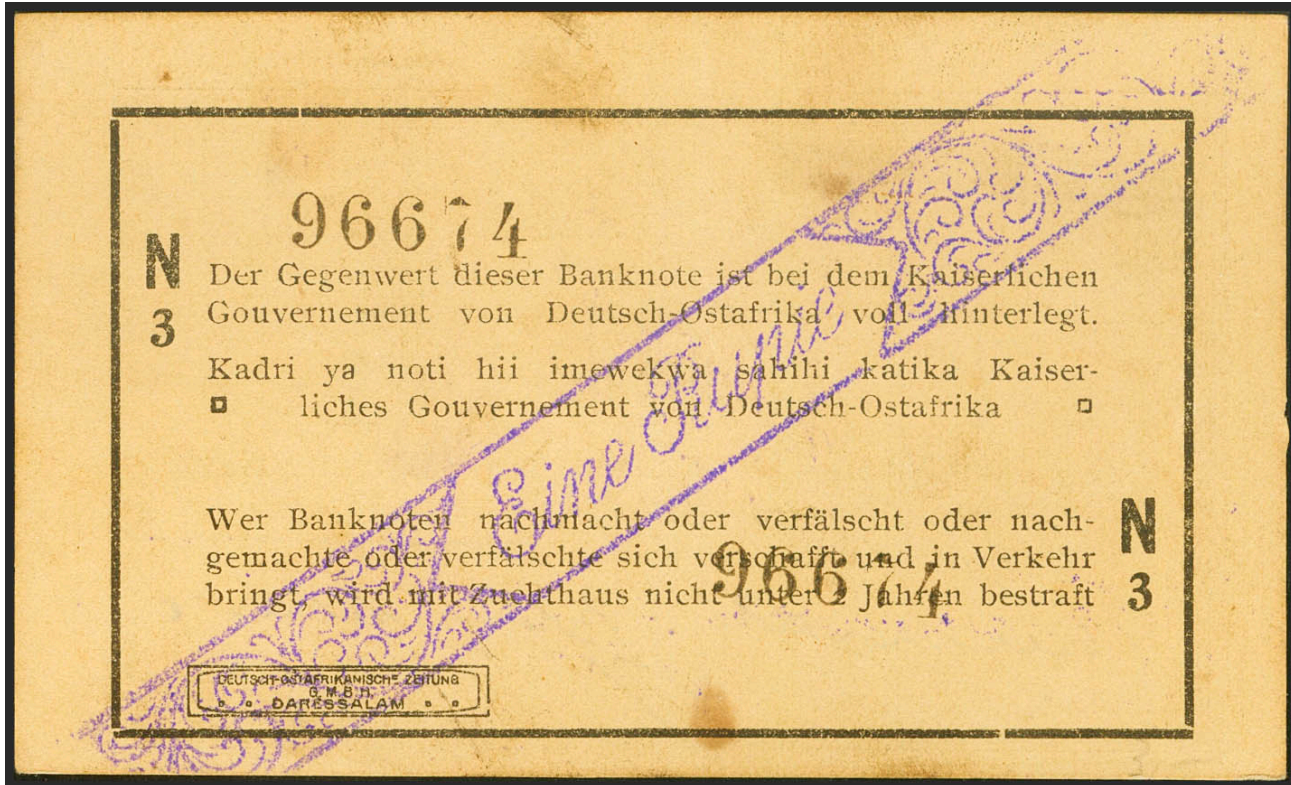 96674
N
3
Der Gegenwert dieser Banknote ist bei dem Kaiserlichen
Gouvernement von Deutsch-Ostafrika voll hinterlegt.
Kadri ya noti hii imewekwa sahihi katika Kaiser-
liches Gouvernement von Deutsch-Ostafrika
Eine Rupie
Wer Banknoten nachmacht oder verfälscht oder nach-
gemachte oder verfälschte sich verschafft und in Verkehr
bringt, wird mit Zuchthaus nicht unter 2 Jahren bestraft
96674
N
3
DEUTSCH-OSTAFRIKANISCHE ZEITUNG
G.M.B.H.
DARESSALAM